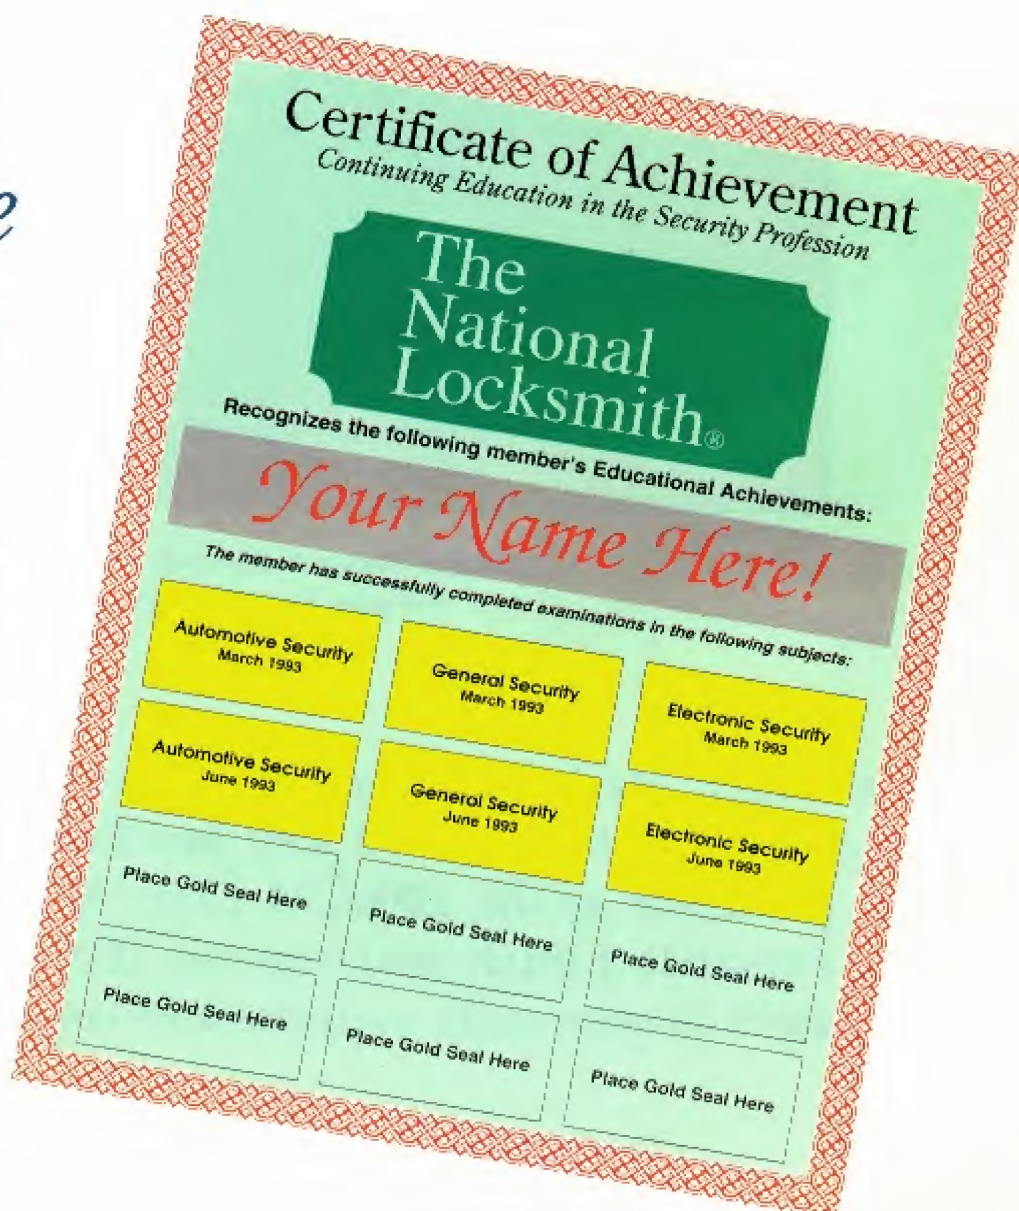 e
Certificate of Achievement
Continuing Education in the Security Profession
The
National
Locksmith®
Recognizes the following member's Educational Achievements:
Your Name Here!
The member has successfully completed examinations in the following subjects:
Automotive Security
March 1993
General Security
March 1993
Electronic Security
March 1993
Automotive Security
June 1993
General Security
June 1993
Electronic Security
June 1993
Place Gold Seal Here
Place Gold Seal Here
Place Gold Seal Here
Place Gold Seal Here
Place Gold Seal Here
Place Gold Seal Here